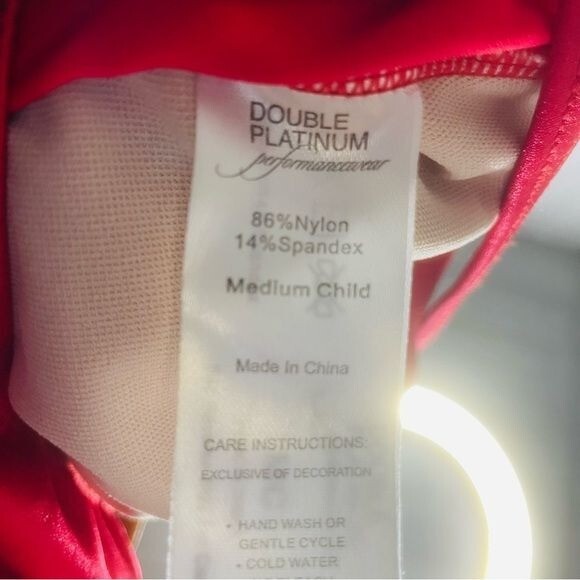 DOUBLE
PLATINUM
performancewear
86%Nylon
14%Spandex
Medium Child
Made In China
CARE INSTRUCTIONS:
EXCLUSIVE OF DECORATION
• HAND WASH OR
GENTLE CYCLE
• COLD WATER